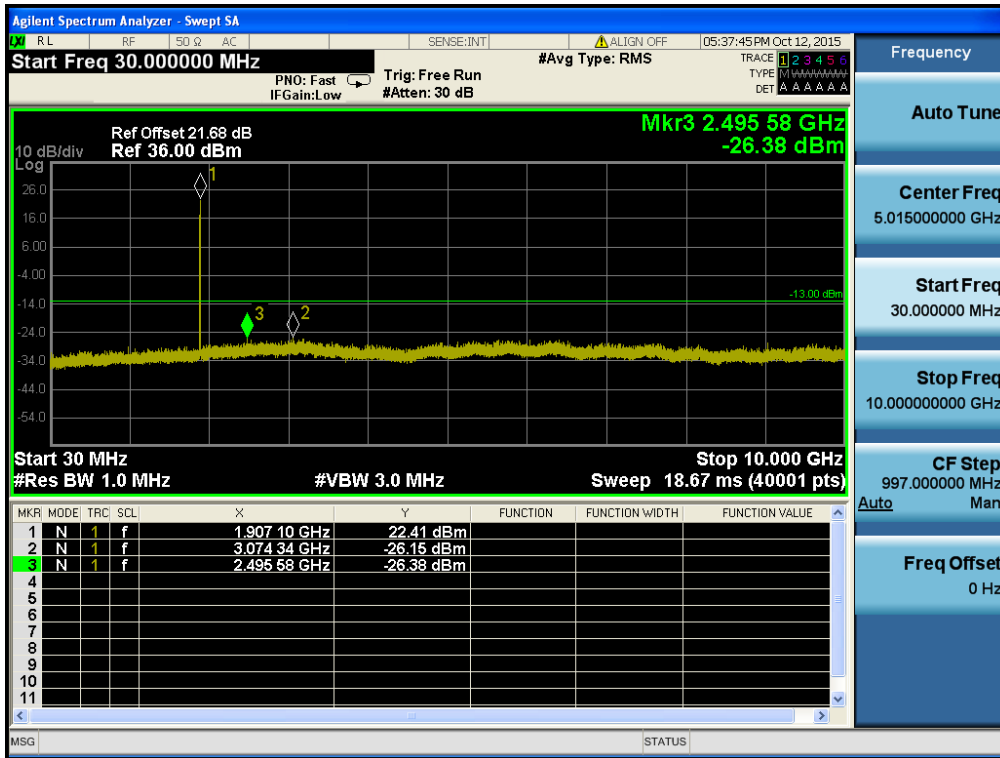 Agilent Spectrum Analyzer - Swept SA
LXI RL RF 50 Ω AC SENSE:INT ALIGN OFF 05:37:45 PM Oct 12, 2015
Start Freq 30.000000 MHz
#Avg Type: RMS
TRACE 1 2 3 4 5 6
PNO: Fast
Trig: Free Run
TYPE M
IFGain:Low
#Atten: 30 dB
DET A A A A A A
Mkr3 2.495 58 GHz
-26.38 dBm
Ref Offset 21.68 dB
10 dB/div Ref 36.00 dBm
Log
1
26.0
16.0
6.00
-4.00
-13.00 dBm
-14.0
3 2
-24.0
-34.0
-44.0
-54.0
Start 30 MHz Stop 10.000 GHz
#Res BW 1.0 MHz #VBW 3.0 MHz Sweep 18.67 ms (40001 pts)
MKR MODE TRC SCL X Y FUNCTION FUNCTION WIDTH FUNCTION VALUE
1 N 1 f 1.907 10 GHz 22.41 dBm
2 N 1 f 3.074 34 GHz -26.15 dBm
3 N 1 f 2.495 58 GHz -26.38 dBm
4
5
6
7
8
9
10
11
MSG STATUS
Frequency
Auto Tune
Center Freq
5.015000000 GHz
Start Freq
30.000000 MHz
Stop Freq
10.000000000 GHz
CF Step
997.000000 MHz
Auto Man
Freq Offset
0 Hz